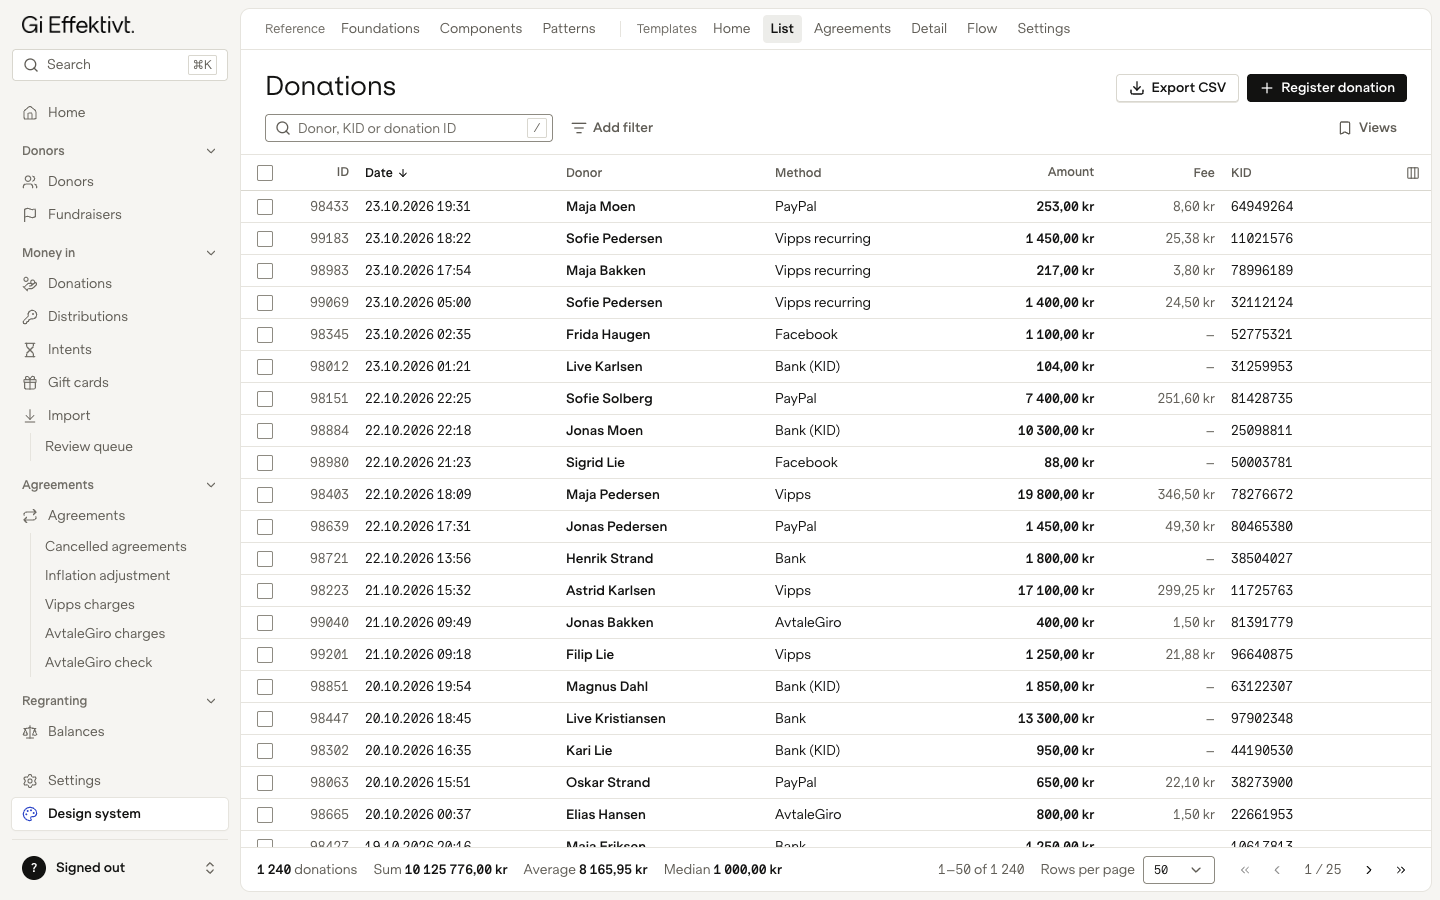 Gi Effektivt.
Search ⌘K
Home
Donors
Donors
Fundraisers
Money in
Donations
Distributions
Intents
Gift cards
Import
Review queue
Agreements
Agreements
Cancelled agreements
Inflation adjustment
Vipps charges
AvtaleGiro charges
AvtaleGiro check
Regranting
Balances
Settings
Design system
? Signed out
Reference Foundations Components Patterns Templates Home List Agreements Detail Flow Settings
Donations
Export CSV Register donation
Donor, KID or donation ID / Add filter Views
ID Date Donor Method Amount Fee KID
98433 23.10.2026 19:31 Maja Moen PayPal 253,00 kr 8,60 kr 64949264
99183 23.10.2026 18:22 Sofie Pedersen Vipps recurring 1 450,00 kr 25,38 kr 11021576
98983 23.10.2026 17:54 Maja Bakken Vipps recurring 217,00 kr 3,80 kr 78996189
99069 23.10.2026 05:00 Sofie Pedersen Vipps recurring 1 400,00 kr 24,50 kr 32112124
98345 23.10.2026 02:35 Frida Haugen Facebook 1 100,00 kr – 52775321
98012 23.10.2026 01:21 Live Karlsen Bank (KID) 104,00 kr – 31259953
98151 22.10.2026 22:25 Sofie Solberg PayPal 7 400,00 kr 251,60 kr 81428735
98884 22.10.2026 22:18 Jonas Moen Bank (KID) 10 300,00 kr – 25098811
98980 22.10.2026 21:23 Sigrid Lie Facebook 88,00 kr – 50003781
98403 22.10.2026 18:09 Maja Pedersen Vipps 19 800,00 kr 346,50 kr 78276672
98639 22.10.2026 17:31 Jonas Pedersen PayPal 1 450,00 kr 49,30 kr 80465380
98721 22.10.2026 13:56 Henrik Strand Bank 1 800,00 kr – 38504027
98223 21.10.2026 15:32 Astrid Karlsen Vipps 17 100,00 kr 299,25 kr 11725763
99040 21.10.2026 09:49 Jonas Bakken AvtaleGiro 400,00 kr 1,50 kr 81391779
99201 21.10.2026 09:18 Filip Lie Vipps 1 250,00 kr 21,88 kr 96640875
98851 20.10.2026 19:54 Magnus Dahl Bank (KID) 1 850,00 kr – 63122307
98447 20.10.2026 18:45 Live Kristiansen Bank 13 300,00 kr – 97902348
98302 20.10.2026 16:35 Kari Lie Bank (KID) 950,00 kr – 44190530
98063 20.10.2026 15:51 Oskar Strand PayPal 650,00 kr 22,10 kr 38273900
98665 20.10.2026 00:37 Elias Hansen AvtaleGiro 800,00 kr 1,50 kr 22661953
98427 19.10.2026 20:16 Maja Eriksen Bank 1 250,00 kr – 10617813
1 240 donations Sum 10 125 776,00 kr Average 8 165,95 kr Median 1 000,00 kr 1–50 of 1 240 Rows per page 50 1 / 25